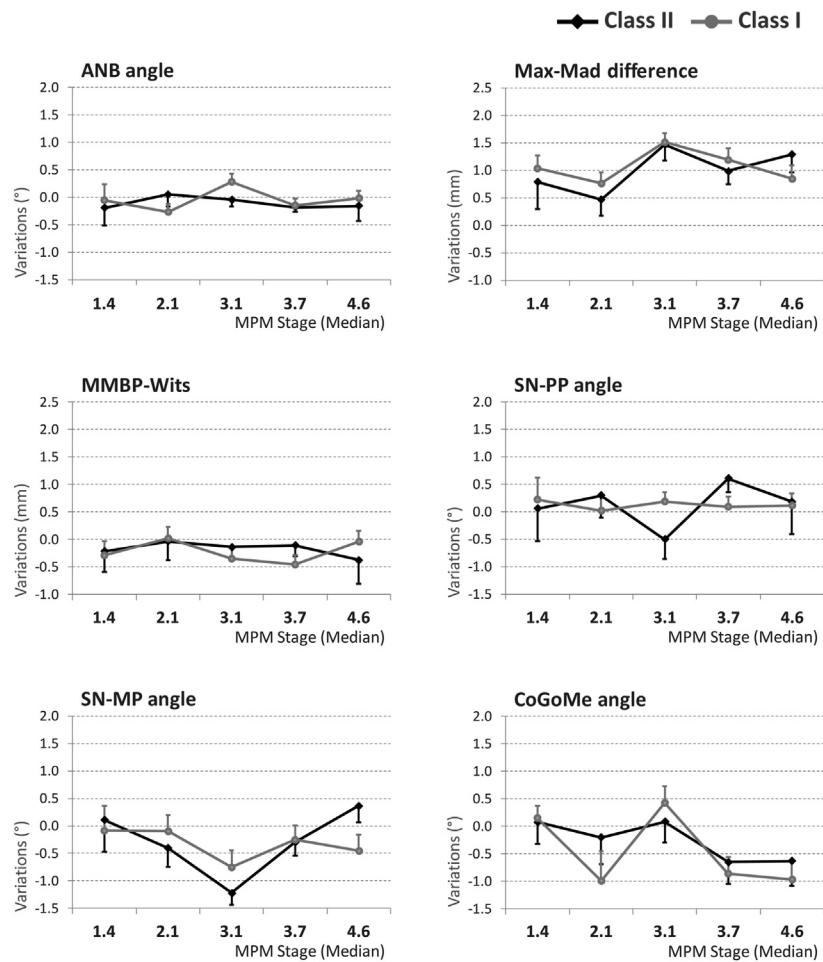 Class II Class I
ANB angle
2.0
1.5
1.0
0.5
0.0
-0.5
-1.0
-1.5
Variations (°)
1.4 2.1 3.1 3.7 4.6
MPM Stage (Median)
Max-Mad difference
2.5
2.0
1.5
1.0
0.5
0.0
-0.5
-1.0
Variations (mm)
1.4 2.1 3.1 3.7 4.6
MPM Stage (Median)
MMBP-Wits
2.5
2.0
1.5
1.0
0.5
0.0
-0.5
-1.0
Variations (mm)
1.4 2.1 3.1 3.7 4.6
MPM Stage (Median)
SN-PP angle
2.0
1.5
1.0
0.5
0.0
-0.5
-1.0
-1.5
Variations (°)
1.4 2.1 3.1 3.7 4.6
MPM Stage (Median)
SN-MP angle
2.0
1.5
1.0
0.5
0.0
-0.5
-1.0
-1.5
Variations (°)
1.4 2.1 3.1 3.7 4.6
MPM Stage (Median)
CoGoMe angle
2.0
1.5
1.0
0.5
0.0
-0.5
-1.0
-1.5
Variations (°)
1.4 2.1 3.1 3.7 4.6
MPM Stage (Median)